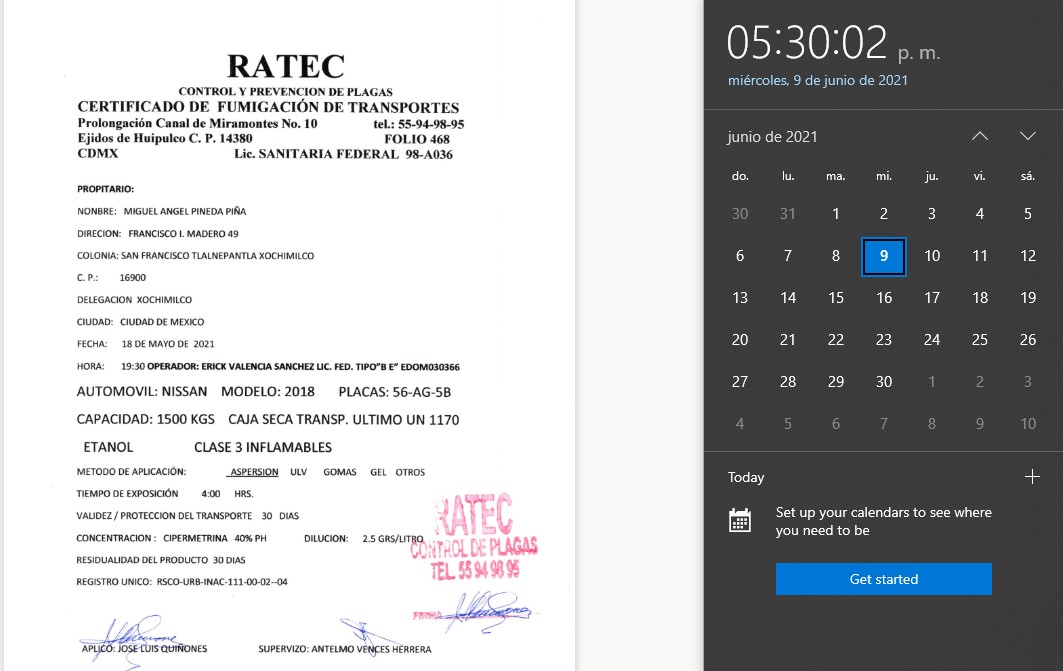 RATEC
CONTROL Y PREVENCION DE PLAGAS
CERTIFICADO DE FUMIGACIÓN DE TRANSPORTES
Prolongación Canal de Miramontes No. 10 tel.: 55-94-98-95
Ejidos de Huipulco C. P. 14380 FOLIO 468
CDMX Lic. SANITARIA FEDERAL 98-A036
PROPITARIO:
NONBRE: MIGUEL ANGEL PINEDA PIÑA
DIRECION: FRANCISCO I. MADERO 49
COLONIA: SAN FRANCISCO TLALNEPANTLA XOCHIMILCO
C. P.: 16900
DELEGACION XOCHIMILCO
CIUDAD: CIUDAD DE MEXICO
FECHA: 18 DE MAYO DE 2021
HORA: 19:30 OPERADOR: ERICK VALENCIA SANCHEZ LIC. FED. TIPO"B E" EDOM030366
AUTOMOVIL: NISSAN MODELO: 2018 PLACAS: 56-AG-5B
CAPACIDAD: 1500 KGS CAJA SECA TRANSP. ULTIMO UN 1170
ETANOL CLASE 3 INFLAMABLES
METODO DE APLICACIÓN: ASPERSION ULV GOMAS GEL OTROS
TIEMPO DE EXPOSICIÓN 4:00 HRS.
VALIDEZ / PROTECCION DEL TRANSPORTE 30 DIAS
CONCENTRACION : CIPERMETRINA 40% PH DILUCION: 2.5 GRS/LITRO
RESIDUALIDAD DEL PRODUCTO 30 DIAS
REGISTRO UNICO: RSCO-URB-INAC-111-00-02--04
RATEC
CONTROL DE PLAGAS
TEL. 55 94 98 95
FIRMA
APLICO: JOSE LUIS QUIÑONES SUPERVIZO: ANTELMO VENCES HERRERA
05:30:02 p. m.
miércoles, 9 de junio de 2021
junio de 2021
do. lu. ma. mi. ju. vi. sá.
30 31 1 2 3 4 5
6 7 8 9 10 11 12
13 14 15 16 17 18 19
20 21 22 23 24 25 26
27 28 29 30 1 2 3
4 5 6 7 8 9 10
Today
Set up your calendars to see where
you need to be
Get started